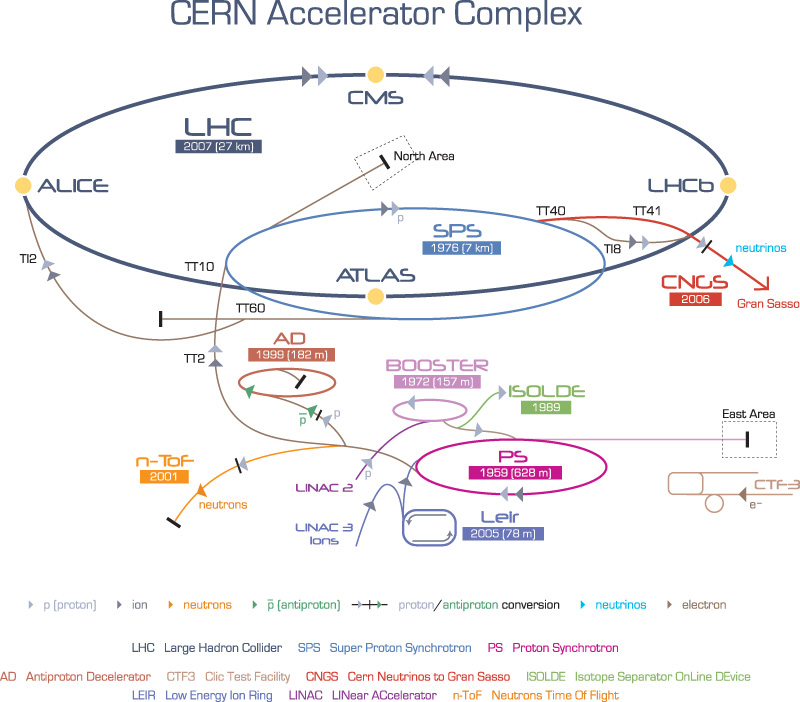 CERN Accelerator Complex
CMS
LHC
2007 (27 km)
North Area
ALICE
LHCb
TT40
TT41
SPS
1976 (7 km)
p
TI8
neutrinos
TI2
TT10
ATLAS
CNGS
2006
Gran Sasso
TT60
AD
1999 (182 m)
TT2
BOOSTER
1972 (157 m)
ISOLDE
1989
p̅
p
East Area
n-ToF
2001
PS
1959 (628 m)
p
LINAC 2
neutrons
CTF-3
e-
LINAC 3
Ions
Leir
2005 (78 m)
p [proton] ion neutrons p̅ [antiproton] proton/antiproton conversion neutrinos electron
LHC Large Hadron Collider SPS Super Proton Synchrotron PS Proton Synchrotron
AD Antiproton Decelerator CTF3 Clic Test Facility CNGS Cern Neutrinos to Gran Sasso ISOLDE Isotope Separator OnLine DEvice
LEIR Low Energy Ion Ring LINAC LINear ACcelerator n-ToF Neutrons Time Of Flight